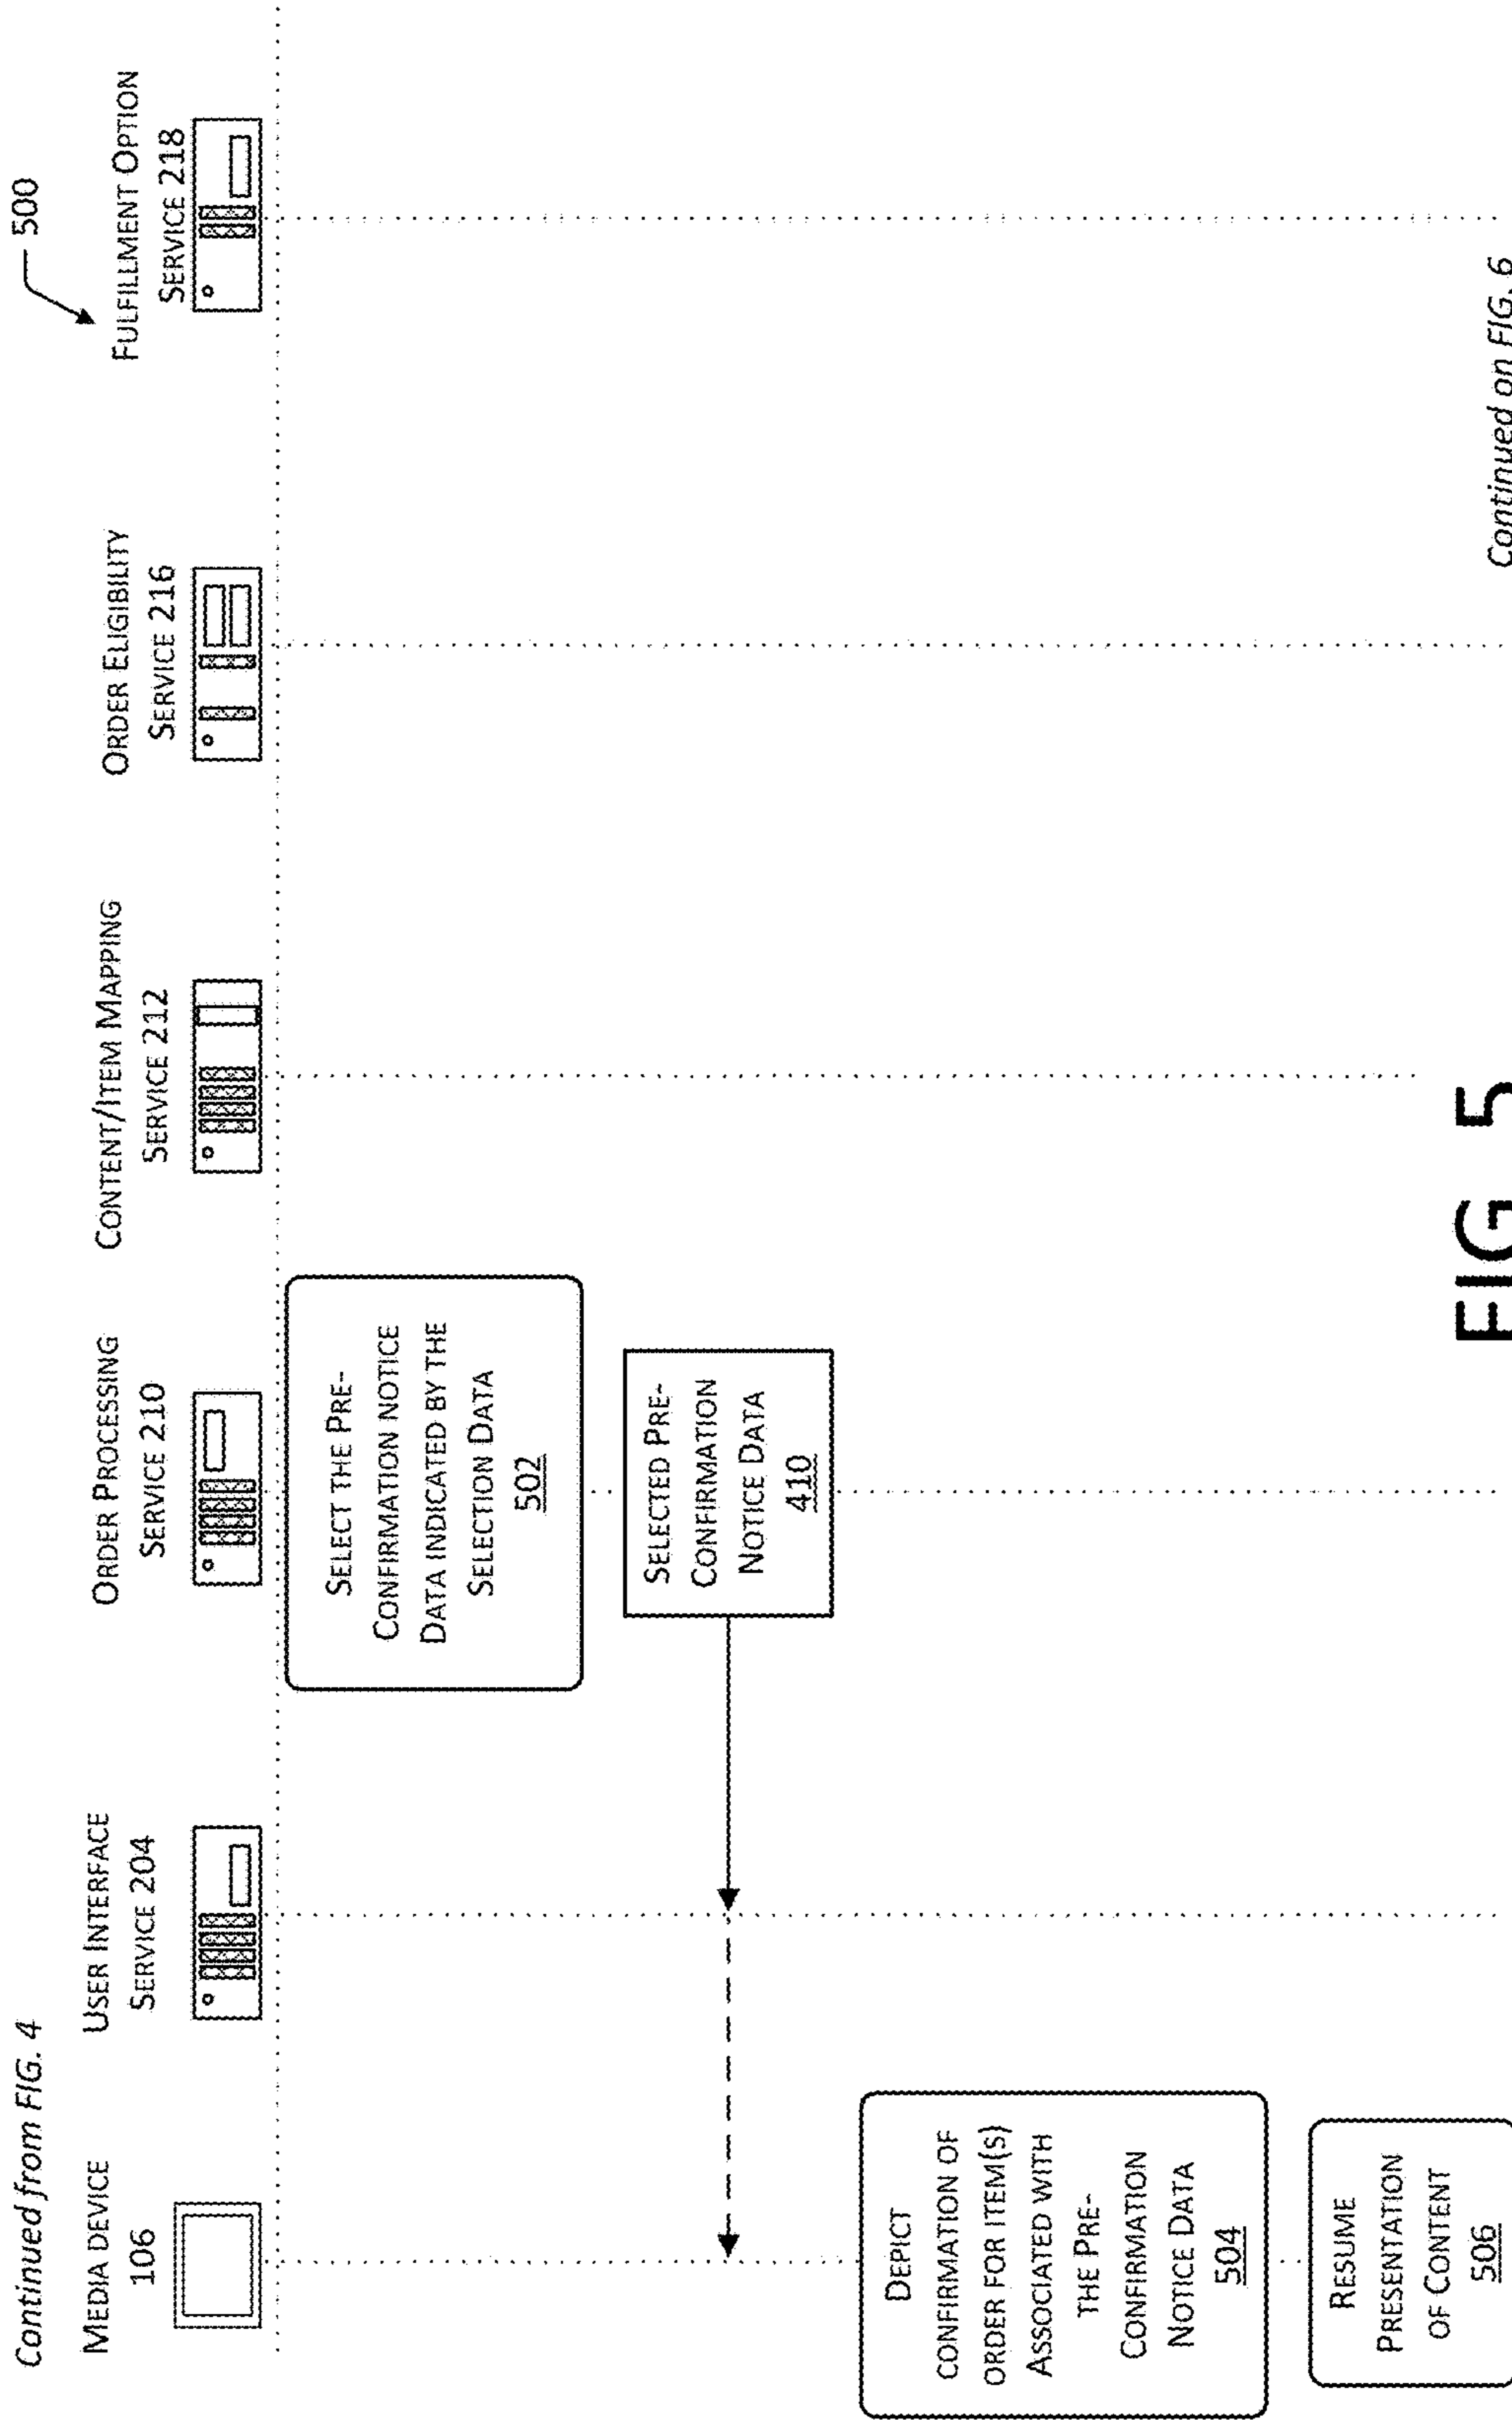 500
Continued from FIG. 4
MEDIA DEVICE
106
USER INTERFACE
SERVICE 204
ORDER PROCESSING
SERVICE 210
CONTENT/ITEM MAPPING
SERVICE 212
ORDER ELIGIBILITY
SERVICE 216
FULFILLMENT OPTION
SERVICE 218
SELECT THE PRE-
CONFIRMATION NOTICE
DATA INDICATED BY THE
SELECTION DATA
502
SELECTED PRE-
CONFIRMATION
NOTICE DATA
410
DEPICT
CONFIRMATION OF
ORDER FOR ITEM(S)
ASSOCIATED WITH
THE PRE-
CONFIRMATION
NOTICE DATA
504
RESUME
PRESENTATION
OF CONTENT
506
Continued on FIG. 6
FIG 5